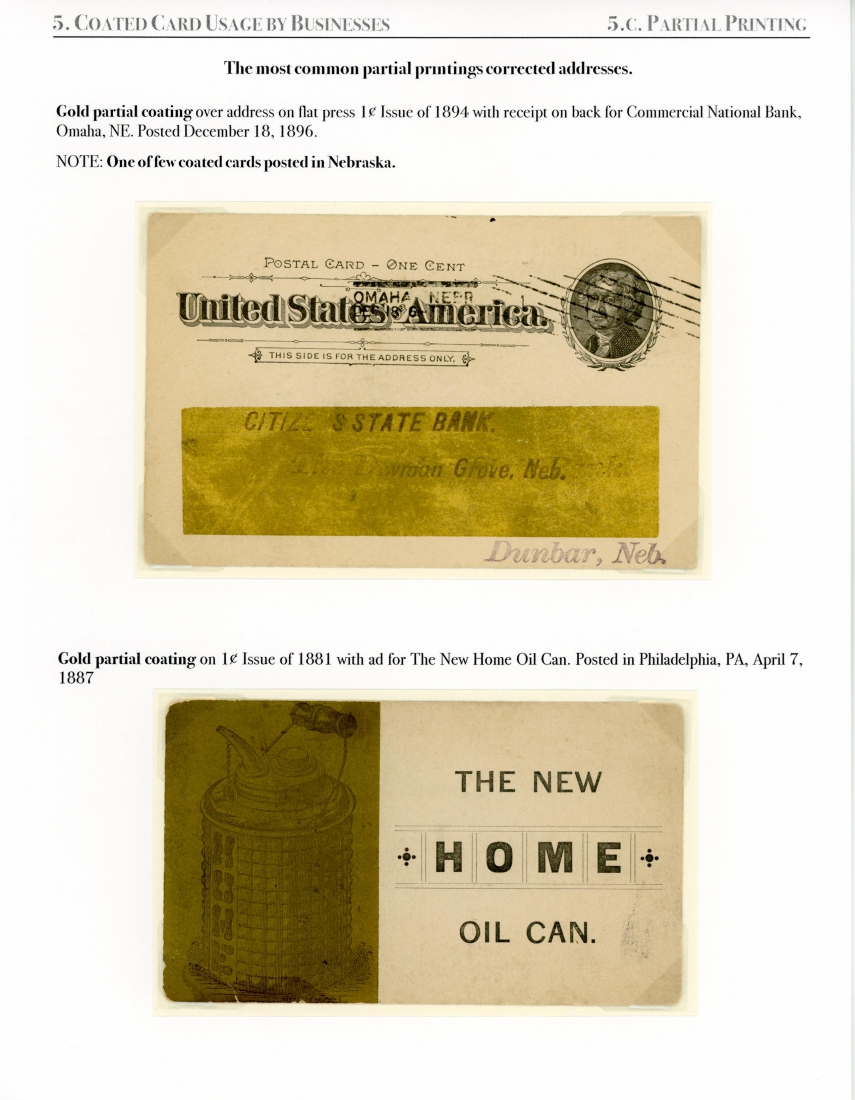 5. COATED CARD USAGE BY BUSINESSES 5.C. PARTIAL PRINTING
The most common partial printings corrected addresses.
Gold partial coating over address on flat press 1¢ Issue of 1894 with receipt on back for Commercial National Bank,
Omaha, NE. Posted December 18, 1896.
NOTE: One of few coated cards posted in Nebraska.
POSTAL CARD – ONE CENT
OMAHA, NEBR
United States of America.
DEC 18
THIS SIDE IS FOR THE ADDRESS ONLY.
CITIZ S STATE BANK.
Grove, Neb.
Dunbar, Neb.
Gold partial coating on 1¢ Issue of 1881 with ad for The New Home Oil Can. Posted in Philadelphia, PA, April 7,
1887
HOME
THE NEW
HOME
OIL CAN.